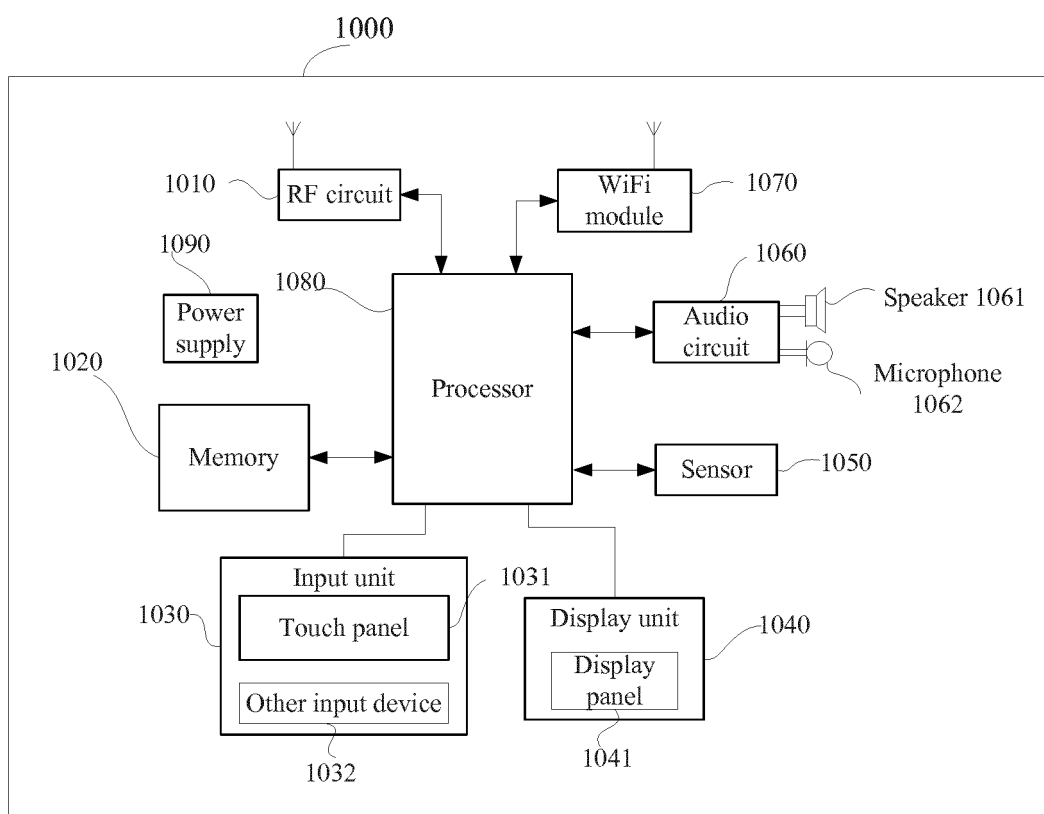 1000
1010
RF circuit
WiFi
module
1070
1090
Power
supply
1080
Processor
1060
Audio
circuit
Speaker 1061
Microphone
1062
1020
Memory
Sensor
1050
Input unit
1031
1030
Touch panel
Other input device
1032
Display unit
1040
Display
panel
1041